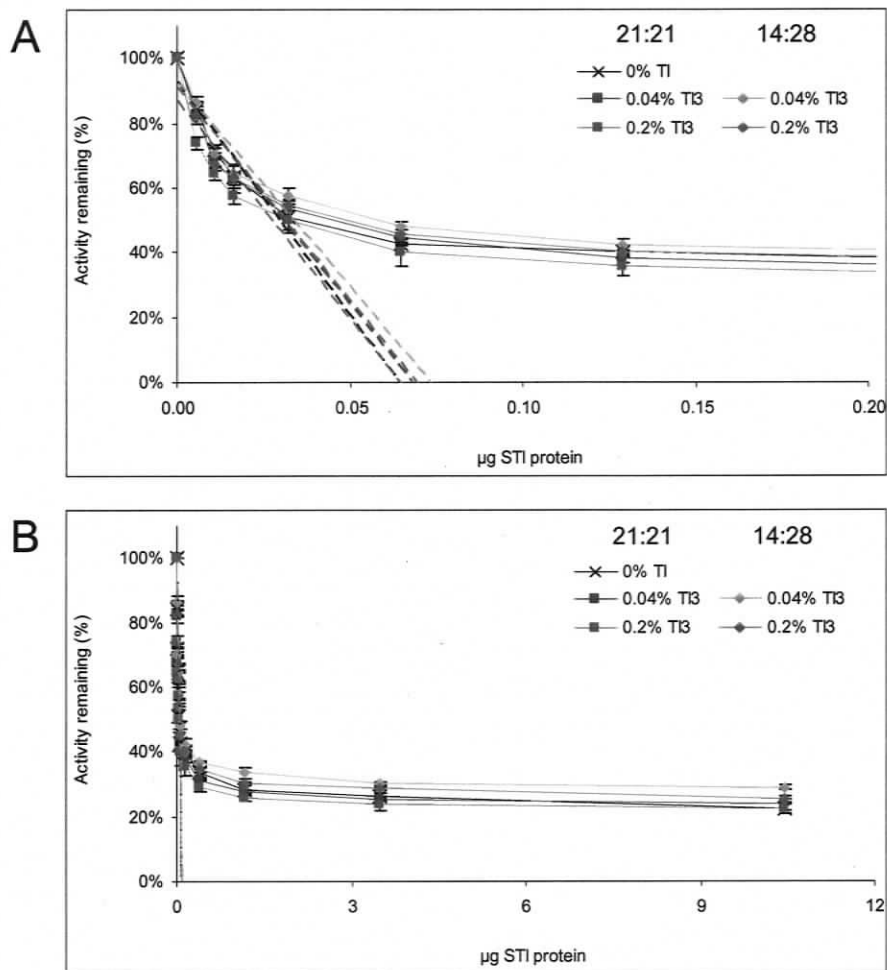 A
21:21 14:28
0% TI
0.04% TI3 0.04% TI3
0.2% TI3 0.2% TI3
Activity remaining (%)
100%
80%
60%
40%
20%
0%
0.00 0.05 0.10 0.15 0.20
µg STI protein
B
21:21 14:28
0% TI
0.04% TI3 0.04% TI3
0.2% TI3 0.2% TI3
Activity remaining (%)
100%
80%
60%
40%
20%
0%
0 3 6 9 12
µg STI protein